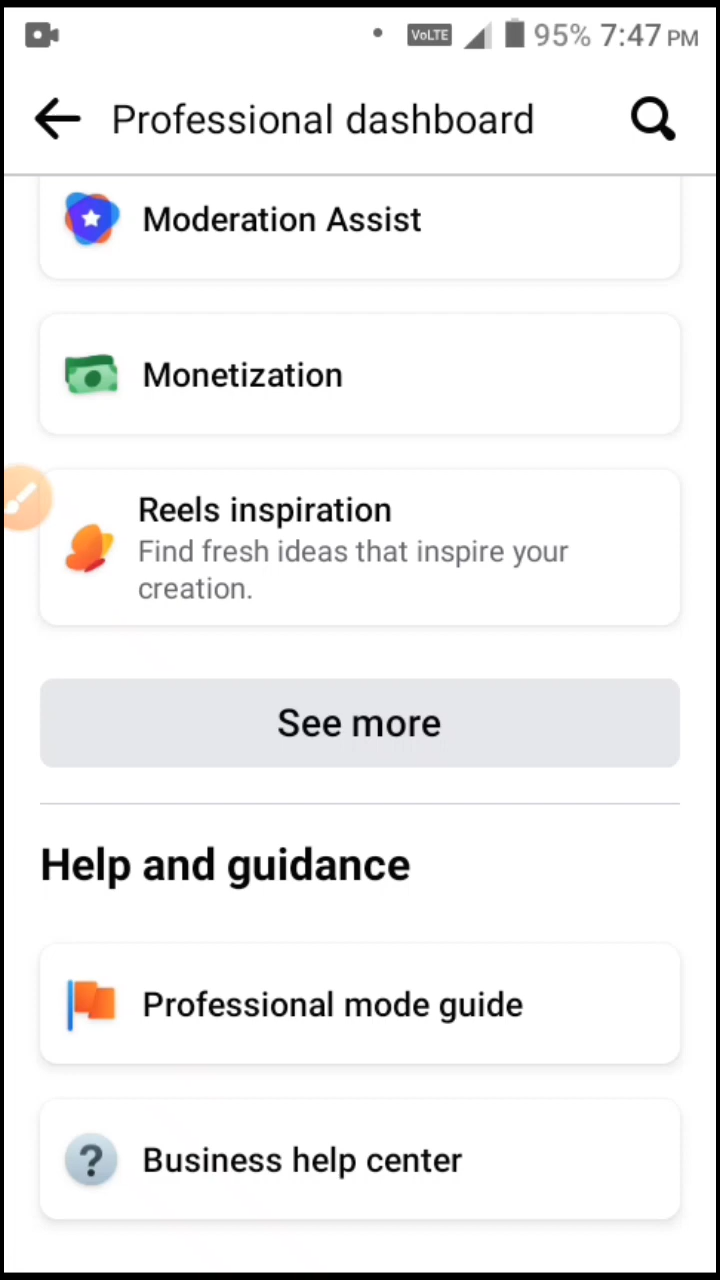 VoLTE 95% 7:47 PM
Professional dashboard
Moderation Assist
Monetization
Reels inspiration
Find fresh ideas that inspire your
creation.
See more
Help and guidance
Professional mode guide
? Business help center